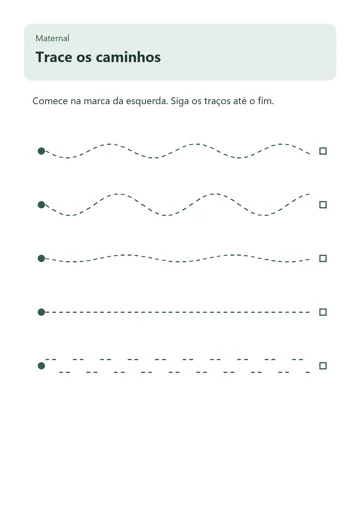 Maternal
Trace os caminhos
Comece na marca da esquerda. Siga os traços até o fim.